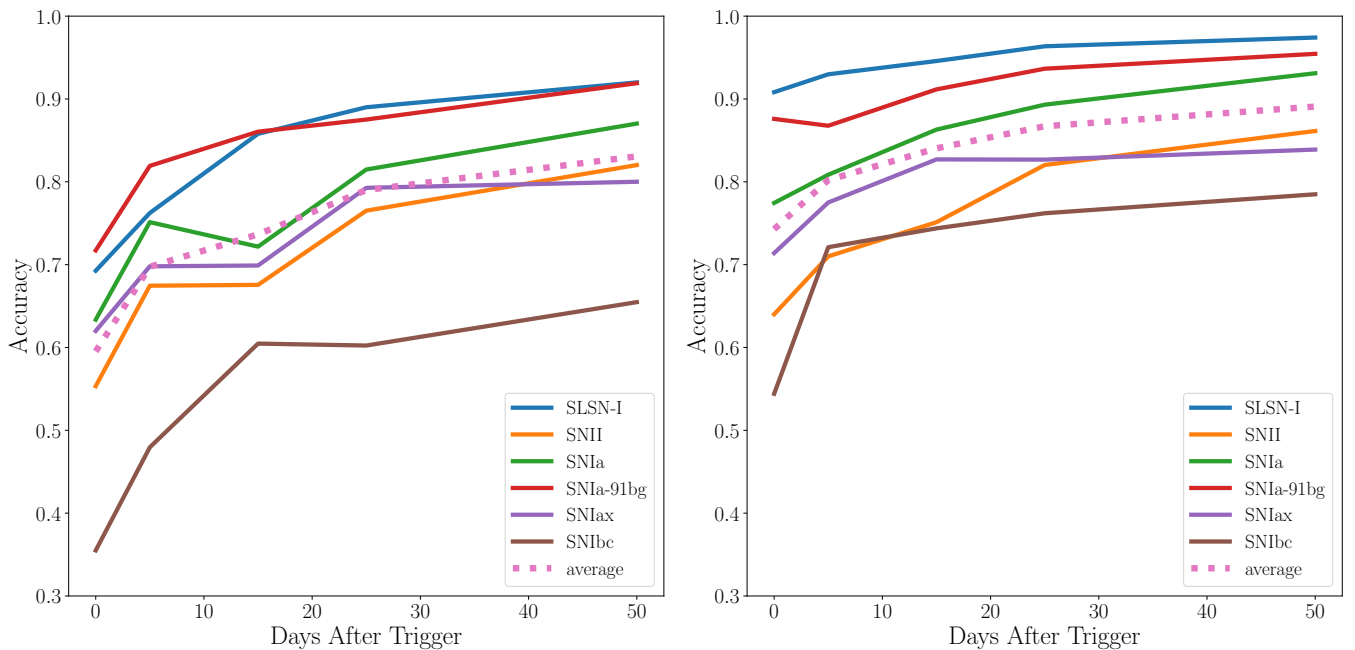 1.0
0.9
0.8
0.7
0.6
0.5
0.4
0.3
Accuracy
0 10 20 30 40 50
Days After Trigger
SLSN-I
SNII
SNIa
SNIa-91bg
SNIax
SNIbc
average
1.0
0.9
0.8
0.7
0.6
0.5
0.4
0.3
Accuracy
0 10 20 30 40 50
Days After Trigger
SLSN-I
SNII
SNIa
SNIa-91bg
SNIax
SNIbc
average